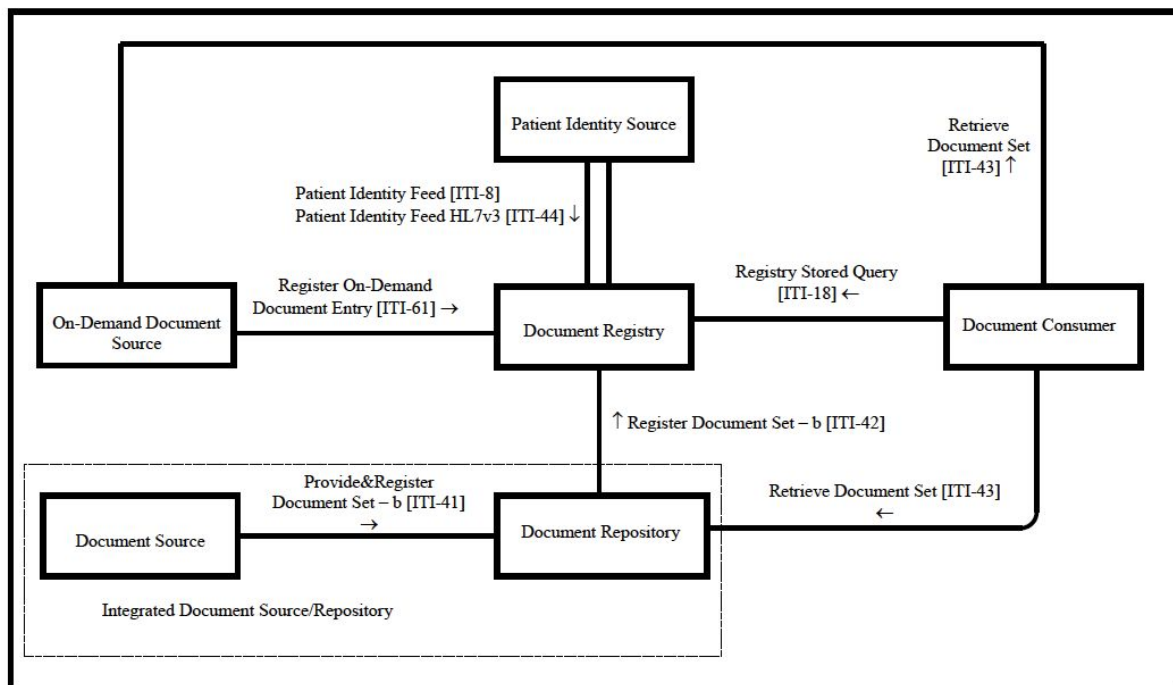 Patient Identity Source
Retrieve
Document Set
[ITI-43] ↑
Patient Identity Feed [ITI-8]
Patient Identity Feed HL7v3 [ITI-44] ↓
Register On-Demand
Document Entry [ITI-61] →
Registry Stored Query
[ITI-18] ←
On-Demand Document
Source
Document Registry
Document Consumer
↑ Register Document Set – b [ITI-42]
Provide&Register
Document Set – b [ITI-41]
→
Retrieve Document Set [ITI-43]
←
Document Source
Document Repository
Integrated Document Source/Repository